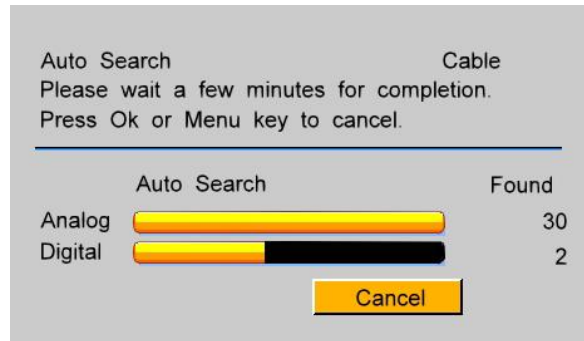 Auto Search Cable
Please wait a few minutes for completion.
Press Ok or Menu key to cancel.
Auto Search Found
Analog 30
Digital 2
Cancel